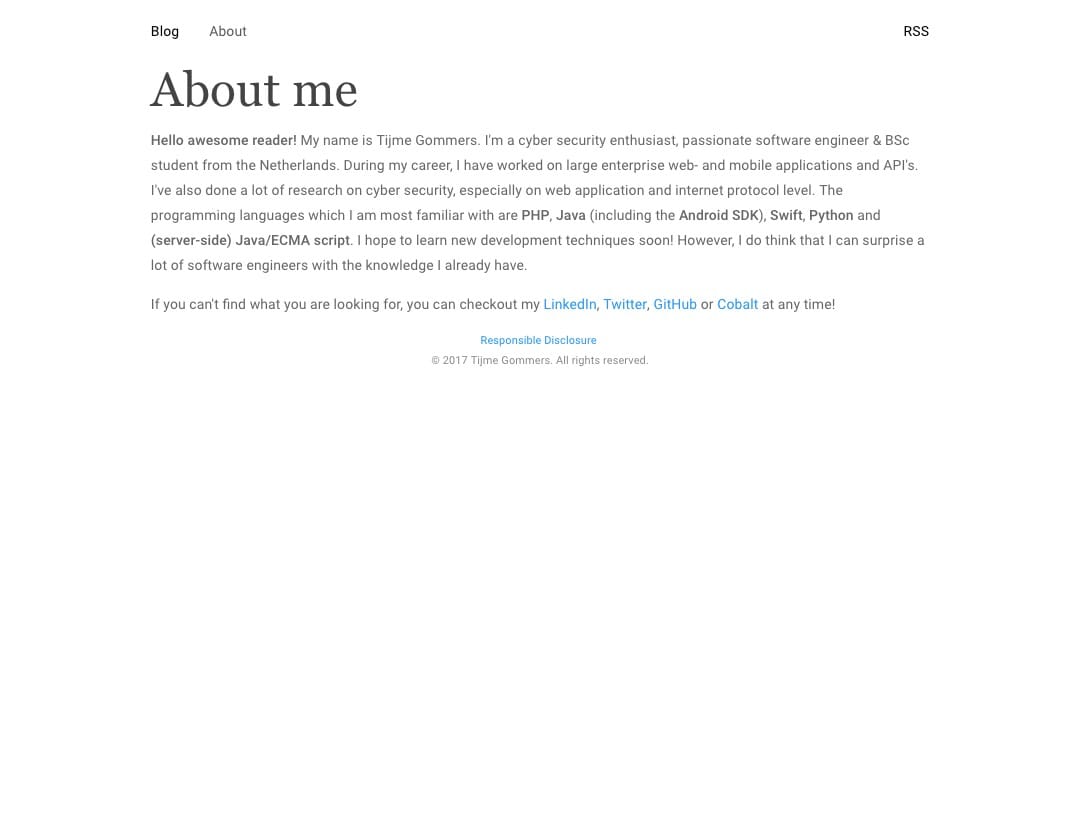 Blog About RSS
About me
Hello awesome reader! My name is Tijme Gommers. I'm a cyber security enthusiast, passionate software engineer & BSc
student from the Netherlands. During my career, I have worked on large enterprise web- and mobile applications and API's.
I've also done a lot of research on cyber security, especially on web application and internet protocol level. The
programming languages which I am most familiar with are PHP, Java (including the Android SDK), Swift, Python and
(server-side) Java/ECMA script. I hope to learn new development techniques soon! However, I do think that I can surprise a
lot of software engineers with the knowledge I already have.
If you can't find what you are looking for, you can checkout my LinkedIn, Twitter, GitHub or Cobalt at any time!
Responsible Disclosure
© 2017 Tijme Gommers. All rights reserved.